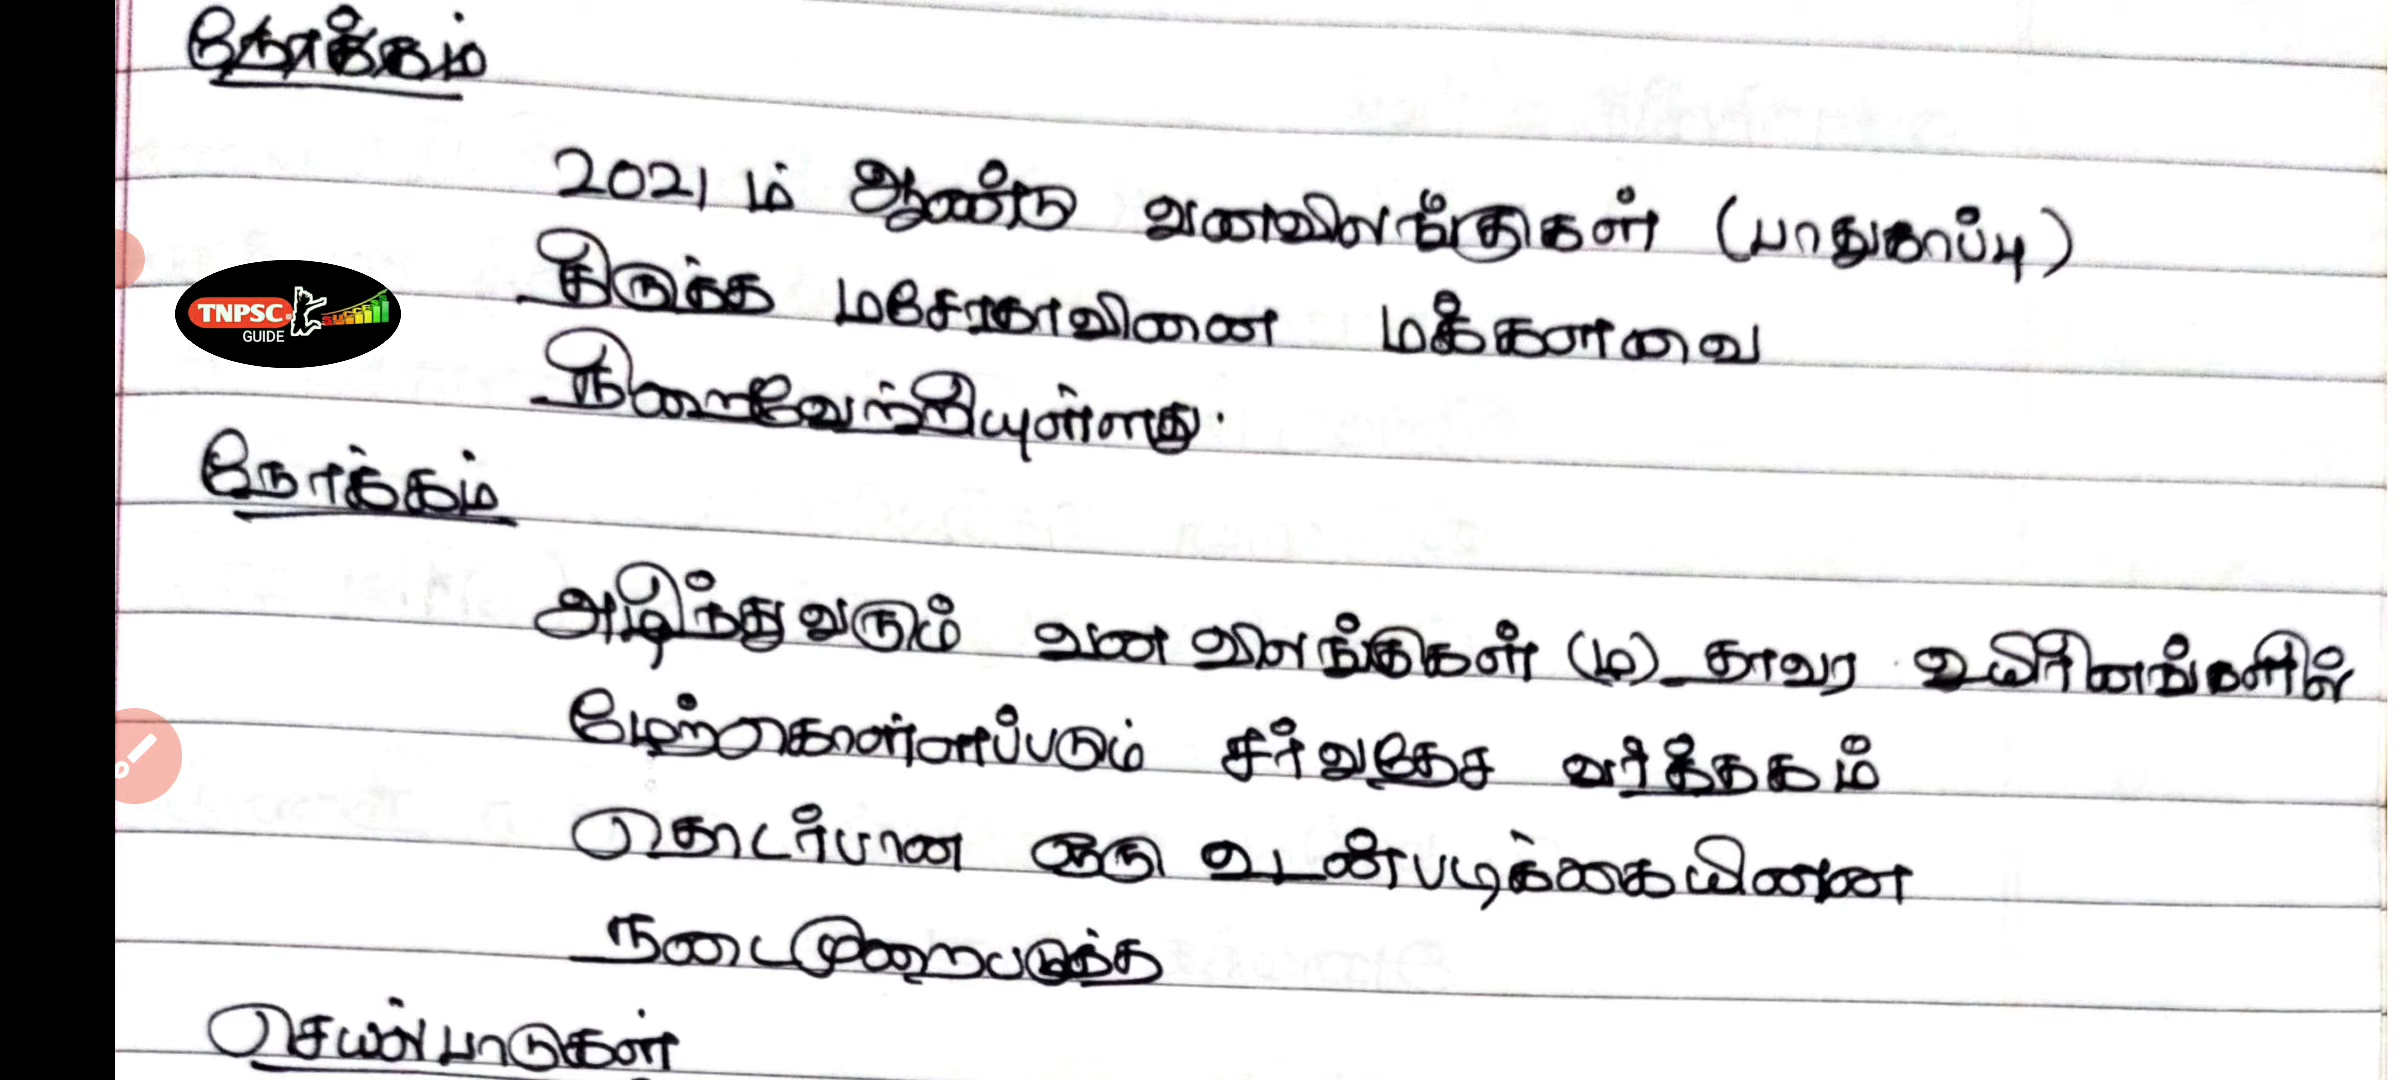 நோக்கம்
2021 ம் ஆண்டு வனவிலங்குகள் (பாதுகாப்பு)
திருத்த மசோதாவினை மக்களவை
நிறைவேற்றியுள்ளது.
TNPSC
SUCCESS
GUIDE
நோக்கம்
அழிந்து வரும் வன விலங்குகள் (ம) தாவர உயிரினங்களில்
மேற்கொள்ளப்படும் சர்வதேச வர்த்தகம்
தொடர்பான ஒரு உடன்படிக்கையினை
நடைமுறைபடுத்த
செயல்பாடுகள்